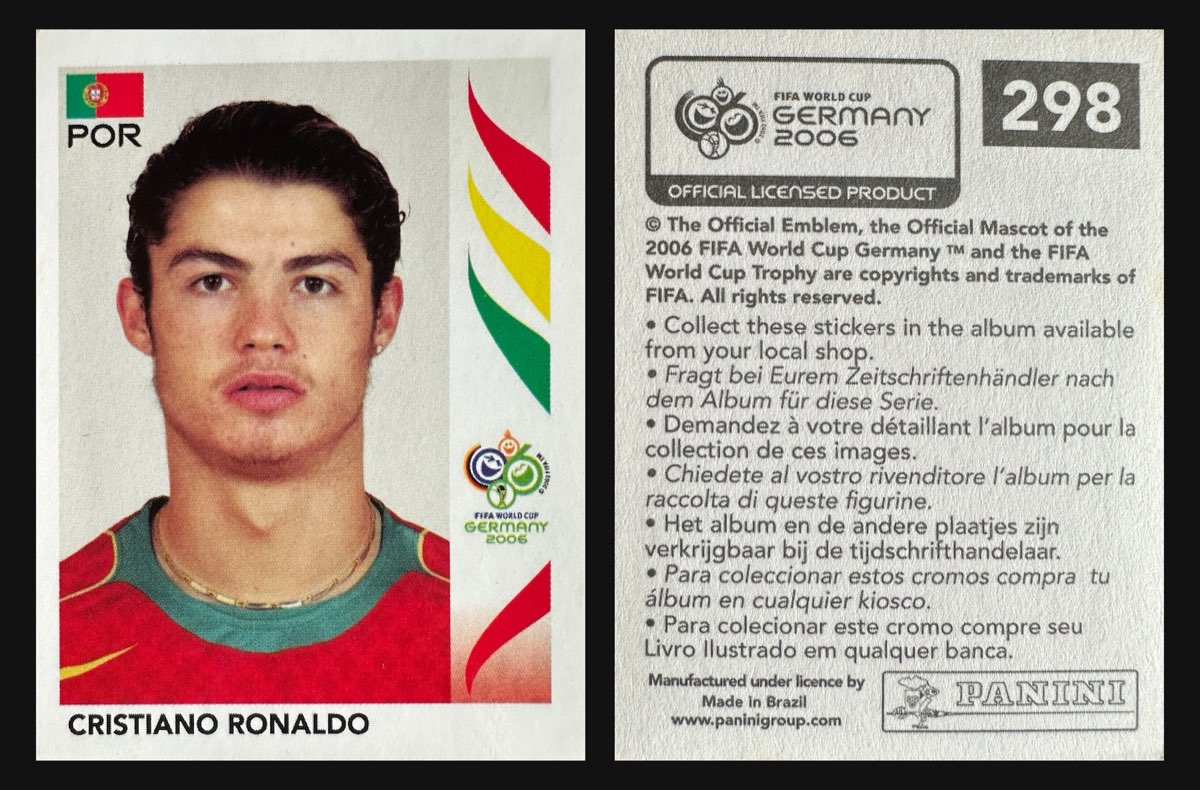 POR
FIFA WORLD CUP
GERMANY
2006
CRISTIANO RONALDO
FIFA WORLD CUP
GERMANY
2006
OFFICIAL LICENSED PRODUCT
298
© The Official Emblem, the Official Mascot of the
2006 FIFA World Cup Germany ™ and the FIFA
World Cup Trophy are copyrights and trademarks of
FIFA. All rights reserved.
• Collect these stickers in the album available
from your local shop.
• Fragt bei Eurem Zeitschriftenhändler nach
dem Album für diese Serie.
• Demandez à votre détaillant l'album pour la
collection de ces images.
• Chiedete al vostro rivenditore l'album per la
raccolta di queste figurine.
• Het album en de andere plaatjes zijn
verkrijgbaar bij de tijdschrifthandelaar.
• Para coleccionar estos cromos compra tu
álbum en cualquier kiosco.
• Para colecionar este cromo compre seu
Livro Ilustrado em qualquer banca.
Manufactured under licence by
Made in Brazil
www.paninigroup.com
PANINI